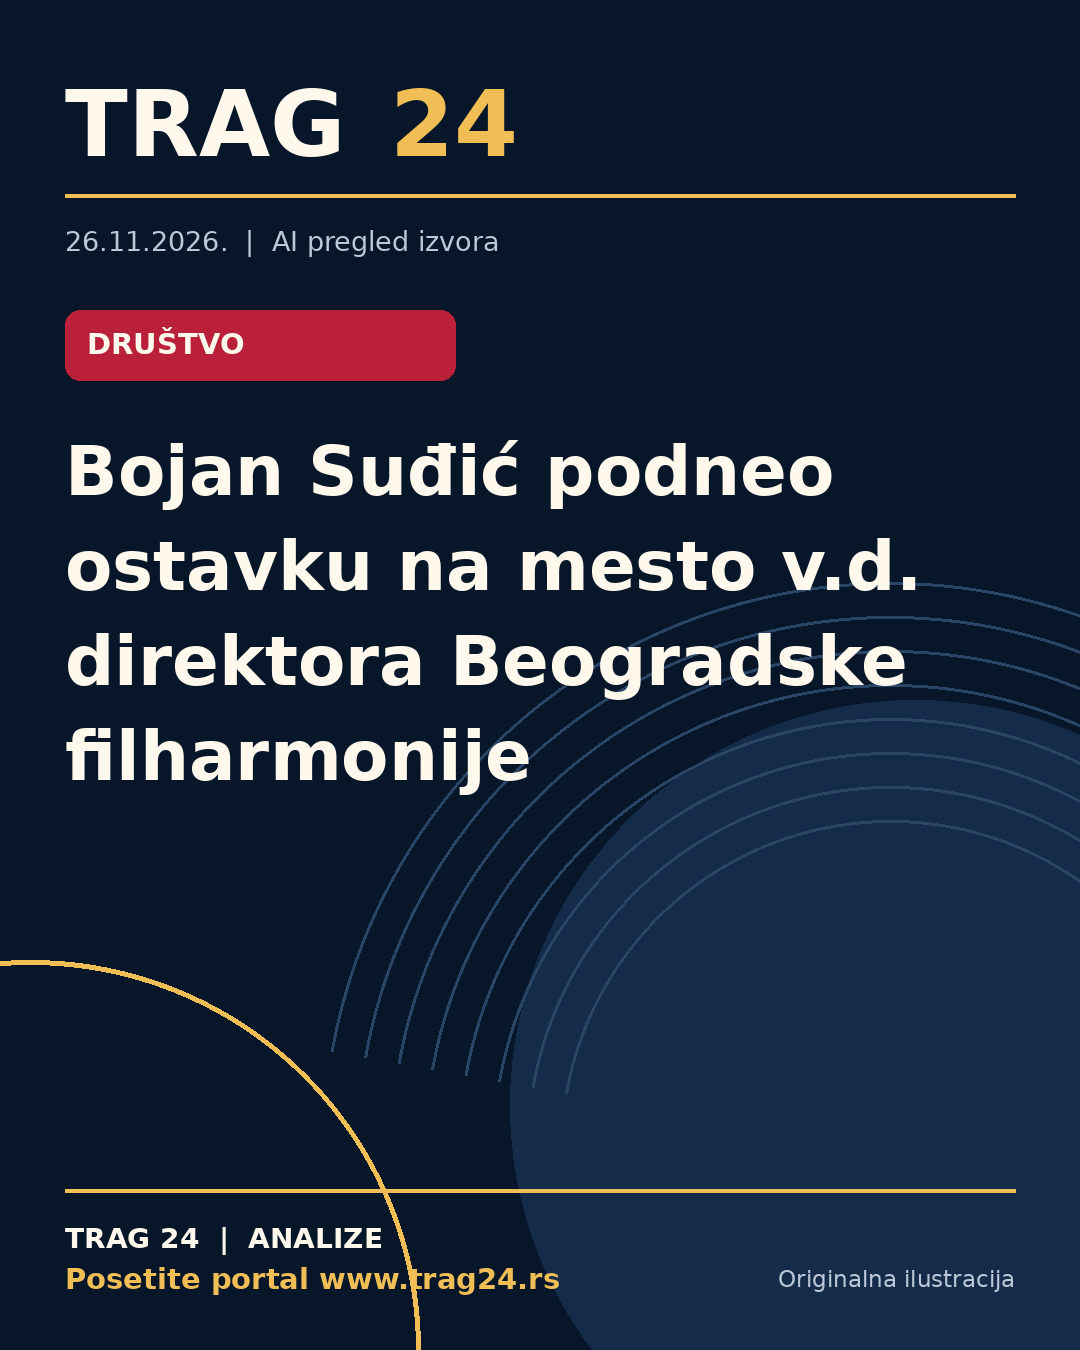 TRAG 24
26.11.2026. | AI pregled izvora
DRUŠTVO
Bojan Suđić podneo
ostavku na mesto v.d.
direktora Beogradske
filharmonije
TRAG 24 | ANALIZE
Posetite portal www.trag24.rs
Originalna ilustracija